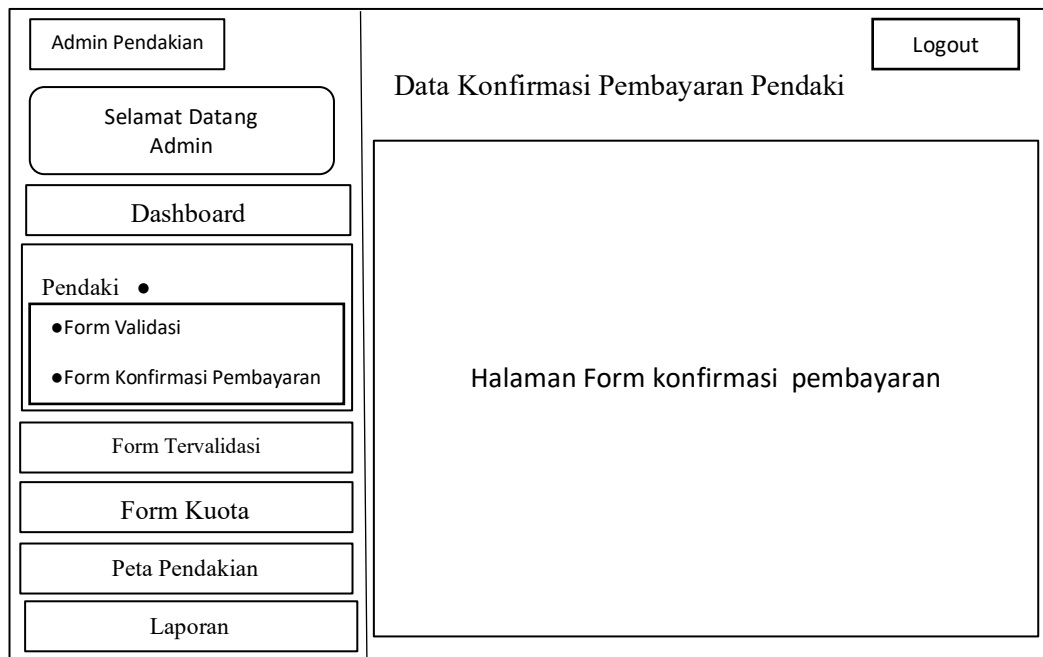 Admin Pendakian
Selamat Datang
Admin
Dashboard
Pendaki ●
●Form Validasi
●Form Konfirmasi Pembayaran
Form Tervalidasi
Form Kuota
Peta Pendakian
Laporan
Logout
Data Konfirmasi Pembayaran Pendaki
Halaman Form konfirmasi pembayaran